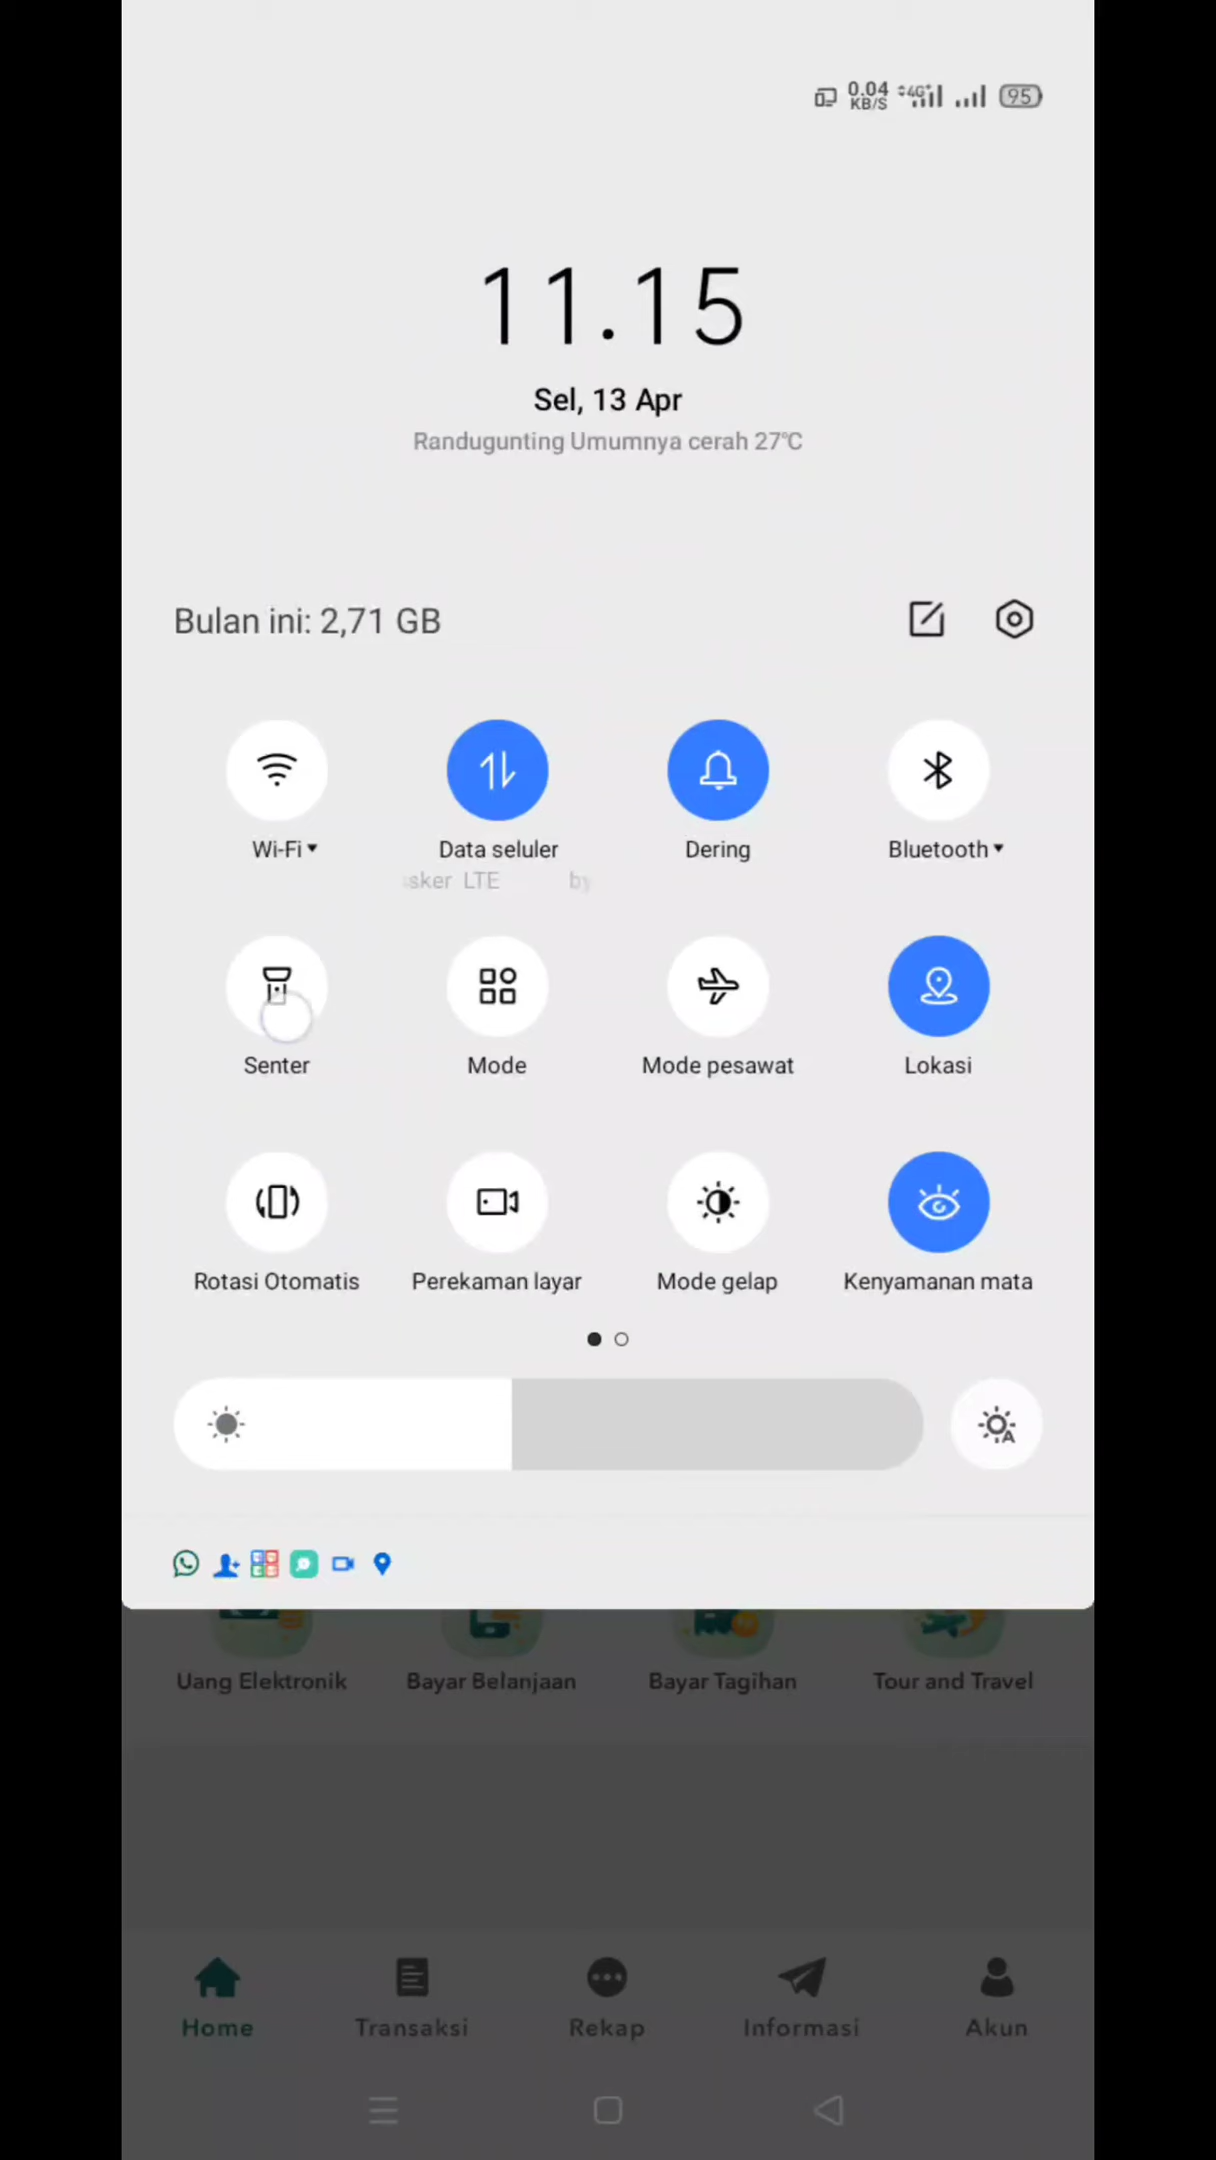 0.04
KB/S
4G+
95
11.15
Sel, 13 Apr
Randugunting Umumnya cerah 27°C
Bulan ini: 2,71 GB
Wi-Fi
Data seluler
Dering
Bluetooth
LTE
Senter
Mode
Mode pesawat
Lokasi
Rotasi Otomatis
Perekaman layar
Mode gelap
Kenyamanan mata
A
Uang Elektronik
Bayar Belanjaan
Bayar Tagihan
Tour and Travel
Home
Transaksi
Rekap
Informasi
Akun